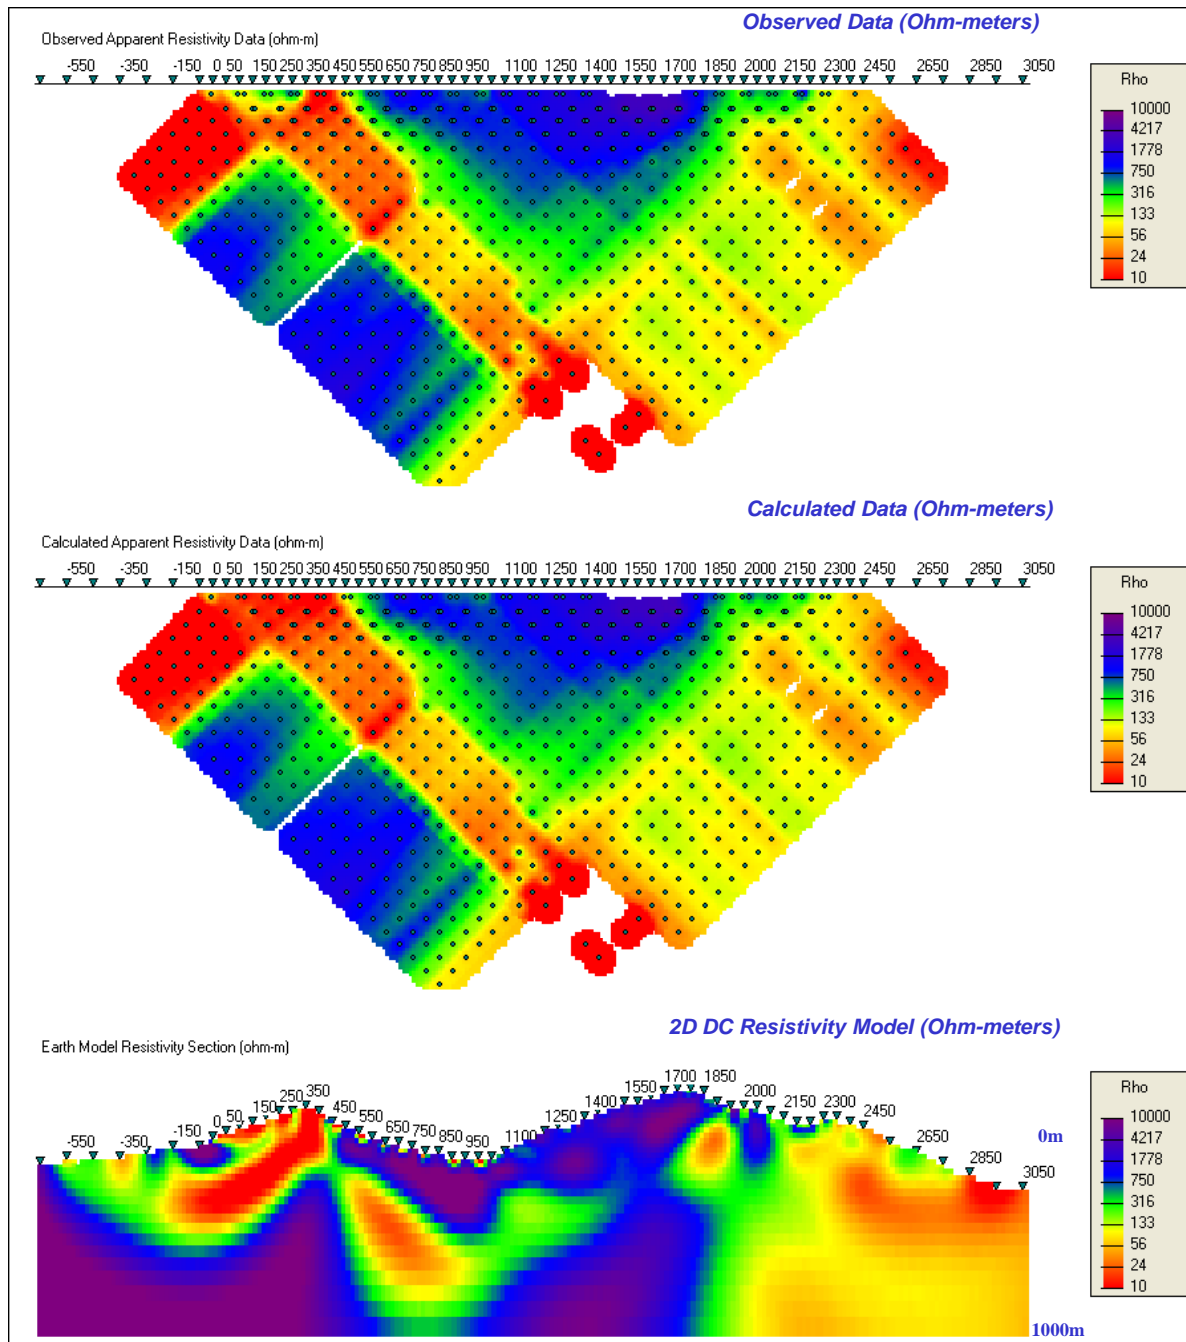 Observed Data (Ohm-meters)
Observed Apparent Resistivity Data (ohm-m)
-550 -350 -150 0 50 150 250 350 450 550 650 750 850 950 1100 1250 1400 1550 1700 1850 2000 2150 2300 2450 2650 2850 3050
Rho
10000
4217
1778
750
316
133
56
24
10
Calculated Data (Ohm-meters)
Calculated Apparent Resistivity Data (ohm-m)
-550 -350 -150 0 50 150 250 350 450 550 650 750 850 950 1100 1250 1400 1550 1700 1850 2000 2150 2300 2450 2650 2850 3050
Rho
10000
4217
1778
750
316
133
56
24
10
2D DC Resistivity Model (Ohm-meters)
Earth Model Resistivity Section (ohm-m)
-550 -350 -150 0 50 150 250 350 450 550 650 750 850 950 1100 1250 1400 1550 1700 1850 2000 2150 2300 2450 2650 2850 3050
0m
1000m
Rho
10000
4217
1778
750
316
133
56
24
10